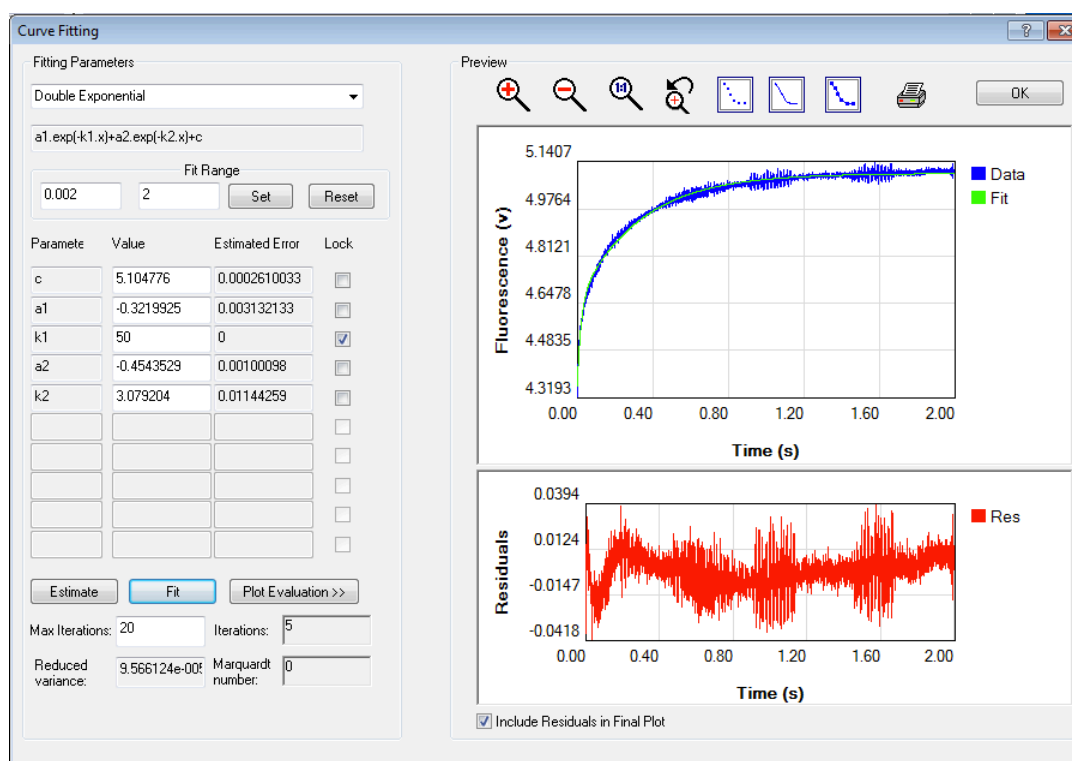 Curve Fitting
Fitting Parameters
Double Exponential
a1.exp(-k1.x)+a2.exp(-k2.x)+c
Fit Range
0.002 2 Set Reset
Paramete Value Estimated Error Lock
c 5.104776 0.0002610033
a1 -0.3219925 0.003132133
k1 50 0
a2 -0.4543529 0.00100098
k2 3.079204 0.01144259
Estimate Fit Plot Evaluation >>
Max Iterations: 20 Iterations: 5
Reduced variance: 9.566124e-005 Marquardt number: 0
Preview
1:1
OK
5.1407
4.9764
4.8121
4.6478
4.4835
4.3193
Fluorescence (v)
0.00 0.40 0.80 1.20 1.60 2.00
Time (s)
Data
Fit
0.0394
0.0124
-0.0147
-0.0418
Residuals
0.00 0.40 0.80 1.20 1.60 2.00
Time (s)
Res
Include Residuals in Final Plot